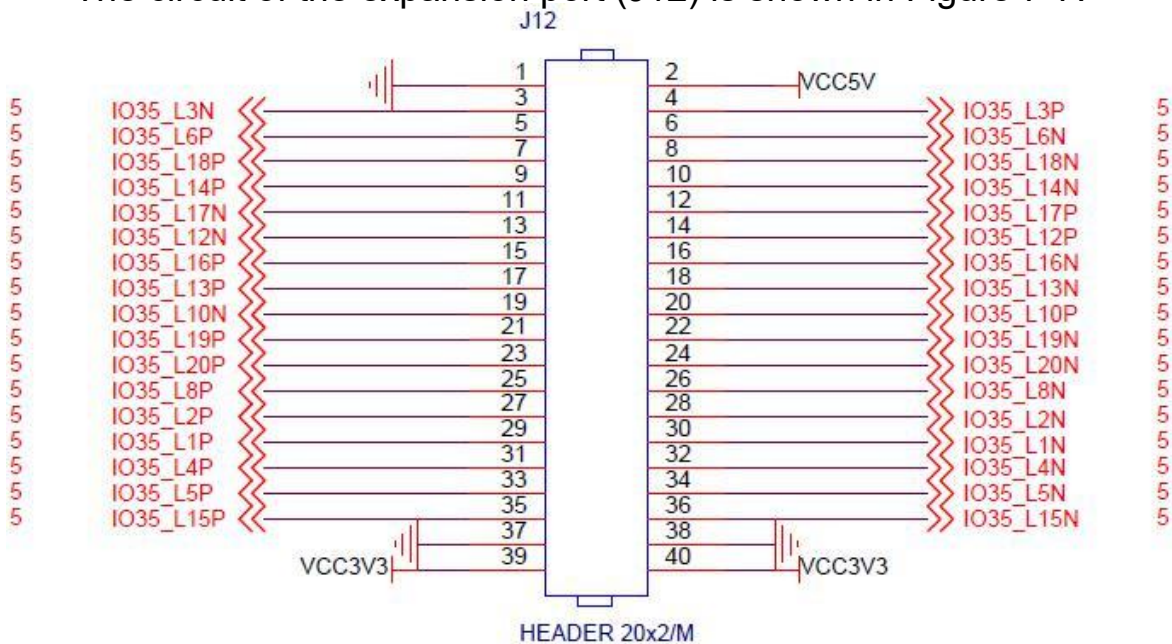 J12
1 2 VCC5V
5 IO35_L3N 3 4 IO35_L3P 5
5 IO35_L6P 5 6 IO35_L6N 5
5 IO35_L18P 7 8 IO35_L18N 5
5 IO35_L14P 9 10 IO35_L14N 5
5 IO35_L17N 11 12 IO35_L17P 5
5 IO35_L12N 13 14 IO35_L12P 5
5 IO35_L16P 15 16 IO35_L16N 5
5 IO35_L13P 17 18 IO35_L13N 5
5 IO35_L10N 19 20 IO35_L10P 5
5 IO35_L19P 21 22 IO35_L19N 5
5 IO35_L20P 23 24 IO35_L20N 5
5 IO35_L8P 25 26 IO35_L8N 5
5 IO35_L2P 27 28 IO35_L2N 5
5 IO35_L1P 29 30 IO35_L1N 5
5 IO35_L4P 31 32 IO35_L4N 5
5 IO35_L5P 33 34 IO35_L5N 5
5 IO35_L15P 35 36 IO35_L15N 5
37 38
VCC3V3 39 40 VCC3V3
HEADER 20x2/M